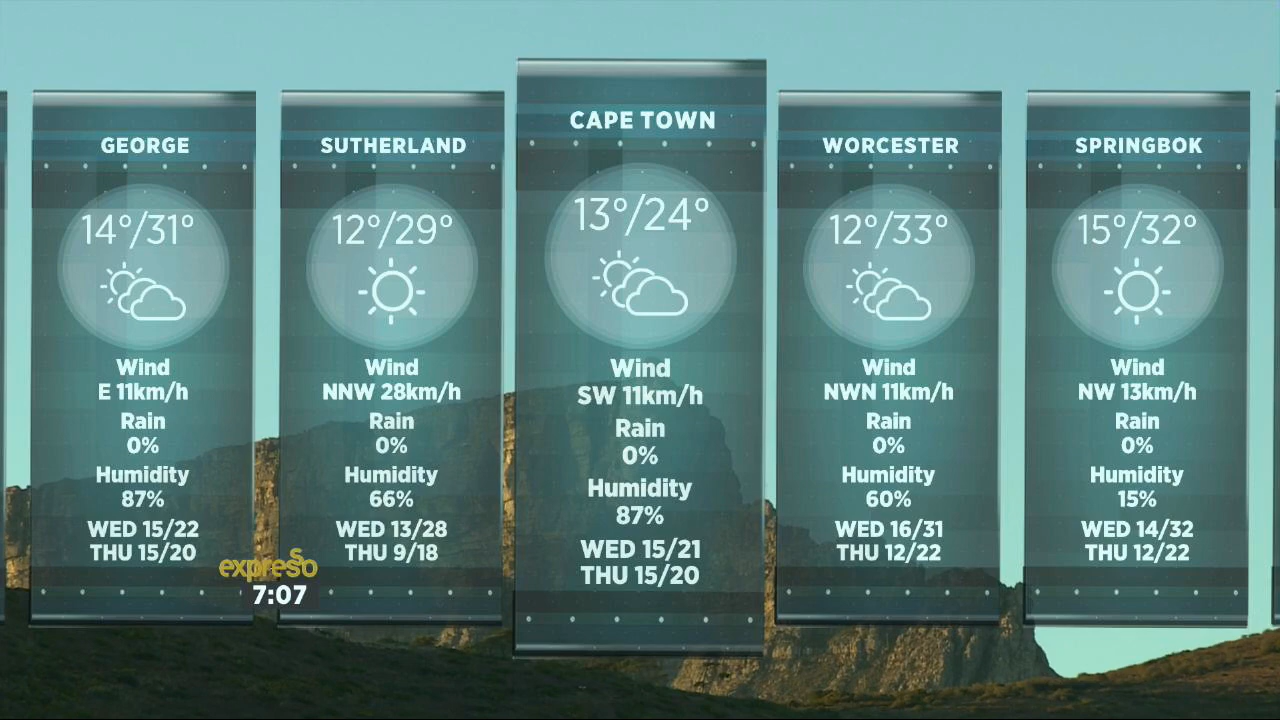 GEORGE
14°/31°
Wind
E 11km/h
Rain
0%
Humidity
87%
WED 15/22
THU 15/20
SUTHERLAND
12°/29°
Wind
NNW 28km/h
Rain
0%
Humidity
66%
WED 13/28
THU 9/18
CAPE TOWN
13°/24°
Wind
SW 11km/h
Rain
0%
Humidity
87%
WED 15/21
THU 15/20
WORCESTER
12°/33°
Wind
NWN 11km/h
Rain
0%
Humidity
60%
WED 16/31
THU 12/22
SPRINGBOK
15°/32°
Wind
NW 13km/h
Rain
0%
Humidity
15%
WED 14/32
THU 12/22
expresso
7:07